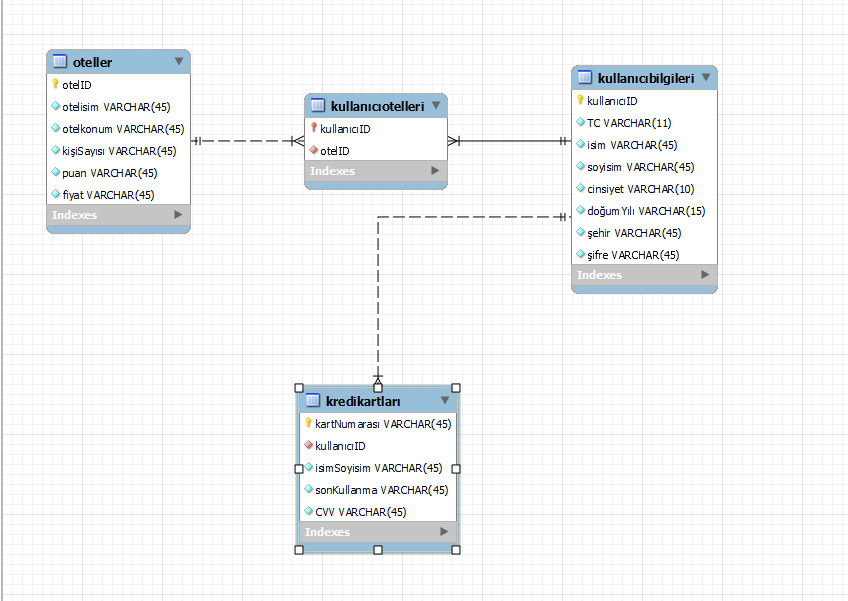 oteller
otelID
otelisim VARCHAR(45)
otelkonum VARCHAR(45)
kişiSayısı VARCHAR(45)
puan VARCHAR(45)
fiyat VARCHAR(45)
Indexes
kullanıcıotelleri
kullanıcıID
otelID
Indexes
kullanıcıbilgileri
kullanıcıID
TC VARCHAR(11)
isim VARCHAR(45)
soyisim VARCHAR(45)
cinsiyet VARCHAR(10)
doğumYılı VARCHAR(15)
şehir VARCHAR(45)
şifre VARCHAR(45)
Indexes
kredikartları
kartNumarası VARCHAR(45)
kullanıcıID
isimSoyisim VARCHAR(45)
sonKullanma VARCHAR(45)
CVV VARCHAR(45)
Indexes